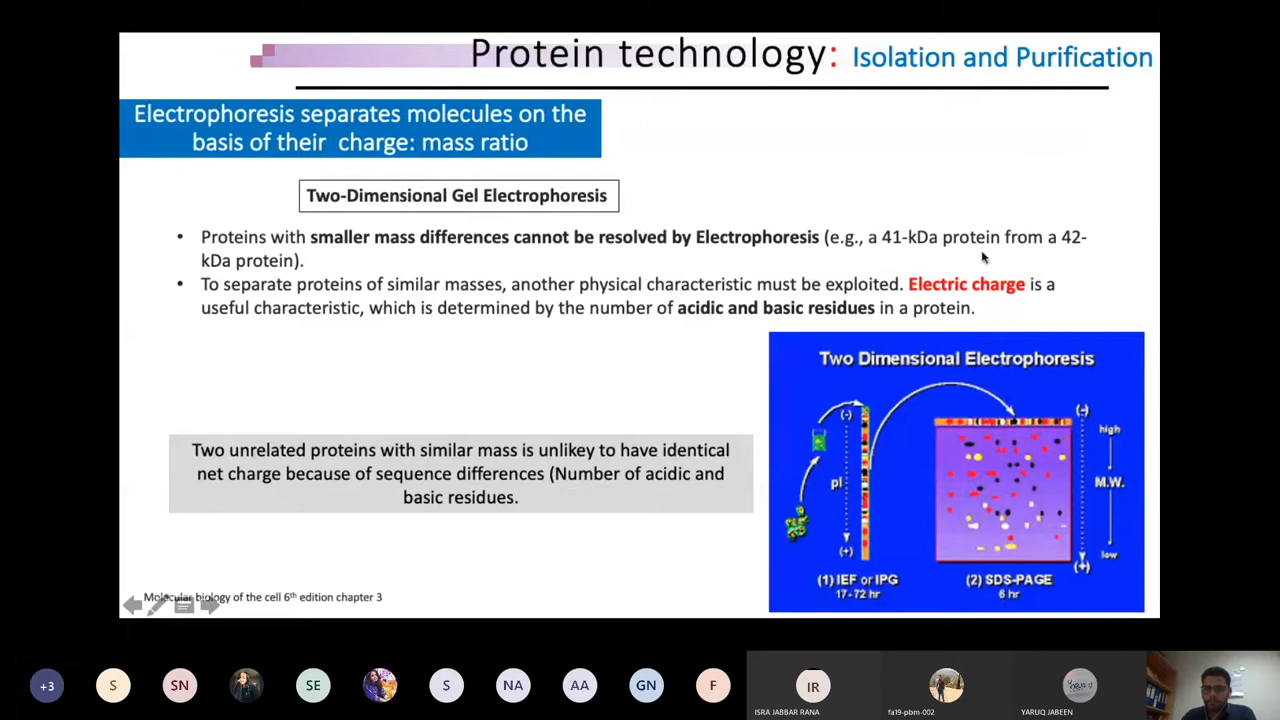 Protein technology: Isolation and Purification
Electrophoresis separates molecules on the
basis of their charge: mass ratio
Two-Dimensional Gel Electrophoresis
• Proteins with smaller mass differences cannot be resolved by Electrophoresis (e.g., a 41-kDa protein from a 42-
kDa protein).
• To separate proteins of similar masses, another physical characteristic must be exploited. Electric charge is a
useful characteristic, which is determined by the number of acidic and basic residues in a protein.
Two unrelated proteins with similar mass is unlikely to have identical
net charge because of sequence differences (Number of acidic and
basic residues.
Two Dimensional Electrophoresis
(-)
pI
(+)
(-)
high
M.W.
low
(+)
(1) IEF or IPG
17-72 hr
(2) SDS-PAGE
6 hr
Molecular biology of the cell 6th edition chapter 3
+3
S
SN
SE
S
NA
AA
GN
F
IR
ISRA JABBAR RANA
fa19-pbm-002
YARUQ JABEEN